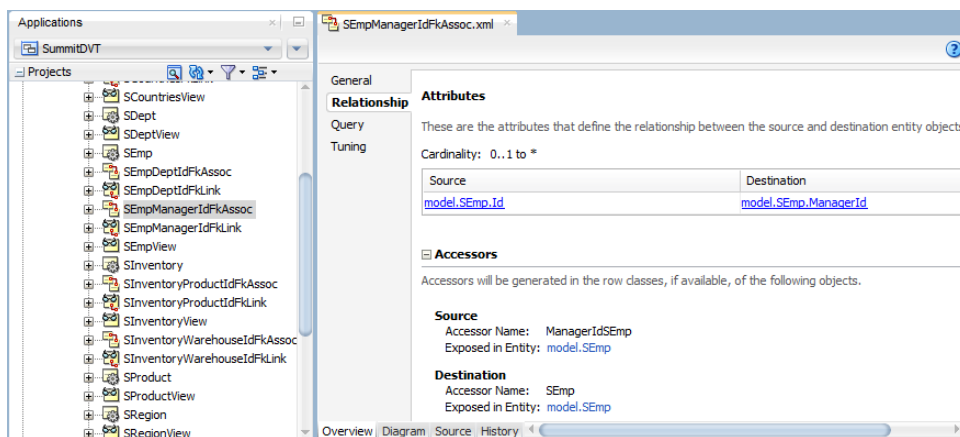 Applications
SummitDVT
Projects
SCountriesView
SDept
SDeptView
SEmp
SEmpDeptIdFkAssoc
SEmpDeptIdFkLink
SEmpManagerIdFkAssoc
SEmpManagerIdFkLink
SEmpView
SInventory
SInventoryProductIdFkAssoc
SInventoryProductIdFkLink
SInventoryView
SInventoryWarehouseIdFkAssoc
SInventoryWarehouseIdFkLink
SProduct
SProductView
SRegion
SRegionView
SEmpManagerIdFkAssoc.xml
General
Relationship
Query
Tuning
Attributes
These are the attributes that define the relationship between the source and destination entity objects
Cardinality: 0..1 to *
Source Destination
model.SEmp.Id model.SEmp.ManagerId
Accessors
Accessors will be generated in the row classes, if available, of the following objects.
Source
Accessor Name: ManagerIdSEmp
Exposed in Entity: model.SEmp
Destination
Accessor Name: SEmp
Exposed in Entity: model.SEmp
Overview Diagram Source History